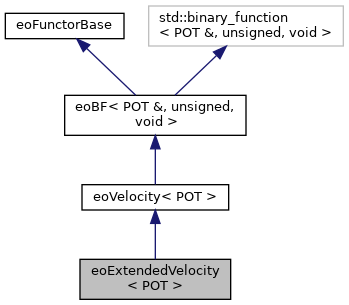 eoFunctorBase
std::binary_function
< POT &, unsigned, void >
eoBF< POT &, unsigned,
void >
eoVelocity< POT >
eoExtendedVelocity
< POT >